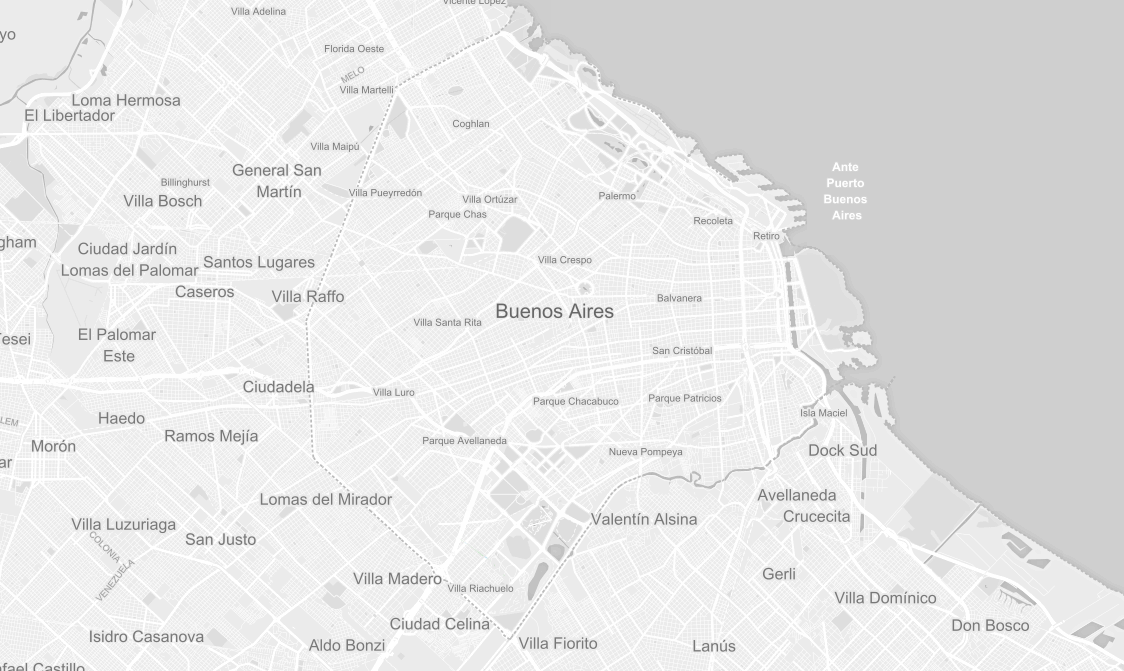 Villa Adelina
Vicente López
yo
Florida Oeste
MELO
Villa Martelli
Loma Hermosa
El Libertador
Coghlan
Villa Maipú
General San
Martín
Billinghurst
Villa Bosch
Villa Pueyrredón
Villa Ortúzar
Parque Chas
Palermo
Ante
Puerto
Buenos
Aires
Recoleta
Retiro
gham
Ciudad Jardín
Lomas del Palomar
Santos Lugares
Villa Crespo
Caseros
Villa Raffo
Balvanera
Buenos Aires
Villa Santa Rita
El Palomar
Este
esei
San Cristóbal
Ciudadela
Villa Luro
Parque Chacabuco
Parque Patricios
Isla Maciel
LEM
Haedo
Ramos Mejía
Morón
ar
Parque Avellaneda
Nueva Pompeya
Dock Sud
Lomas del Mirador
Avellaneda
Crucecita
Villa Luzuriaga
COLONIA
San Justo
Valentín Alsina
VENEZUELA
Villa Madero
Villa Riachuelo
Gerli
Villa Domínico
Ciudad Celina
Don Bosco
Isidro Casanova
Aldo Bonzi
Villa Fiorito
Lanús
afael Castillo